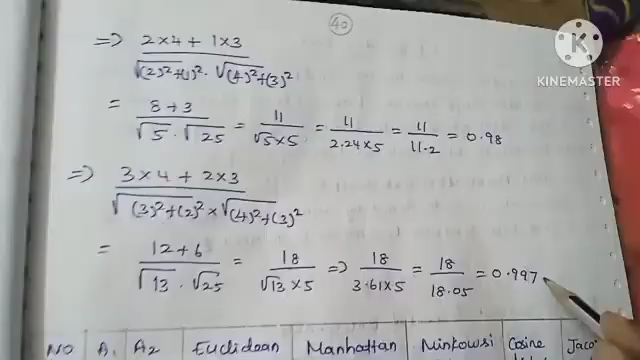 40
KINEMASTER
=> 2×4 + 1×3 / √(2)²+(1)² · √(4)²+(3)²
= 8+3 / √5 · √25 = 11 / √5×5 = 11 / 2.24×5 = 11 / 11.2 = 0.98
=> 3×4 + 2×3 / √(3)²+(2)² × √(4)²+(3)²
= 12+6 / √13 · √25 = 18 / √13×5 => 18 / 3.61×5 = 18 / 18.05 = 0.997
NO A₁ A2 Euclidean Manhattan Minkowsi Cosine Jaco